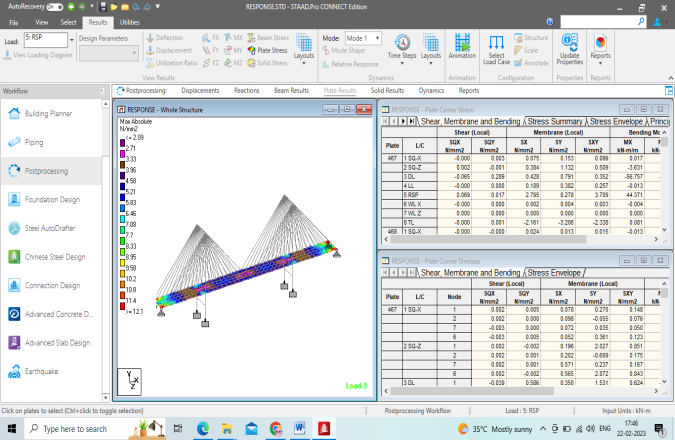 AutoRecovery On RESPONSE.STD - STAAD.Pro CONNECT Edition
File View Select Results Utilities
Load: 5: RSP Design Parameters
View Loading Diagram
Deflection FX MX Beam Stress
Displacement FY MY Plate Stress
Utilization Ratio FZ MZ Solid Stress
Layouts
View Results
Mode: Mode 1
Mode Shape
Relative Response
Time Steps Layouts
Dynamics
Animation
Animation
Select Load Case
Structure
Scale
Annotate
Configuration
Update Properties
Properties
Reports
Reports
Workflow
Postprocessing: Displacements Reactions Beam Results Plate Results Solid Results Dynamics Reports
Building Planner
Piping
Postprocessing
Foundation Design
Steel AutoDrafter
Chinese Steel Design
Connection Design
Advanced Concrete D...
Advanced Slab Design
Earthquake
RESPONSE - Whole Structure
Max Absolute
N/mm2
<= 2.09
2.71
3.33
3.96
4.58
5.21
5.83
6.46
7.08
7.7
8.33
8.95
9.58
10.2
10.8
11.4
>= 12.1
Y
X
Z
Load 5
RESPONSE - Plate Center Stress
Shear, Membrane and Bending Stress Summary Stress Envelope Princi
Shear (Local) Membrane (Local) Bending Mo
Plate L/C SQX N/mm2 SQY N/mm2 SX N/mm2 SY N/mm2 SXY N/mm2 MX kN-m/m kN-
467 1 SQ-X -0.000 0.003 0.075 0.153 0.099 0.017
2 SQ-Z 0.002 -0.001 0.384 1.132 0.509 -3.631
3 DL -0.065 0.289 0.428 0.791 0.352 -56.757
4 LL -0.000 0.000 0.189 0.382 0.257 -0.013
5 RSP 0.069 0.017 2.795 8.278 3.709 44.371
6 WL X -0.000 0.000 0.002 0.004 0.003 -0.004
7 WL Z 0.000 0.000 0.000 0.000 0.000 0.000
8 TL 0.000 0.001 -2.161 -3.206 -2.338 0.081
468 1 SQ-X -0.000 -0.000 0.024 0.013 0.015 -0.013
RESPONSE - Plate Corner Stresses
Shear, Membrane and Bending Stress Envelope
Shear (Local) Membrane (Local)
Plate L/C Node SQX N/mm2 SQY N/mm2 SX N/mm2 SY N/mm2 SXY N/mm2 kN-
467 1 SQ-X 1 0.002 0.005 0.078 0.270 0.148
2 0.002 0.000 0.098 -0.055 0.076
7 -0.003 0.000 0.072 0.035 0.050
6 -0.003 0.005 0.052 0.361 0.123
2 SQ-Z 1 0.002 -0.002 0.196 2.027 0.851
2 0.002 0.001 0.202 -0.609 0.175
7 0.002 0.001 0.571 0.237 0.167
6 0.002 -0.002 0.565 2.872 0.843
3 DL 1 -0.039 0.586 0.350 1.531 0.624
Click on plates to select (Ctrl+click to toggle selection) Postprocessing Workflow Load : 5: RSP Input Units : kN-m
Type here to search 35°C Mostly sunny ENG 17:46
22-02-2023